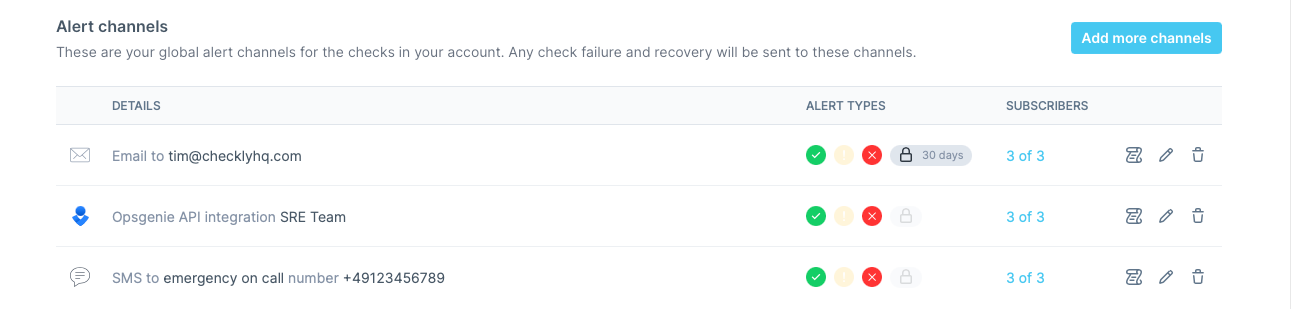 Alert channels
These are your global alert channels for the checks in your account. Any check failure and recovery will be sent to these channels.
Add more channels
DETAILS ALERT TYPES SUBSCRIBERS
Email to tim@checklyhq.com 30 days 3 of 3
Opsgenie API integration SRE Team 3 of 3
SMS to emergency on call number +49123456789 3 of 3